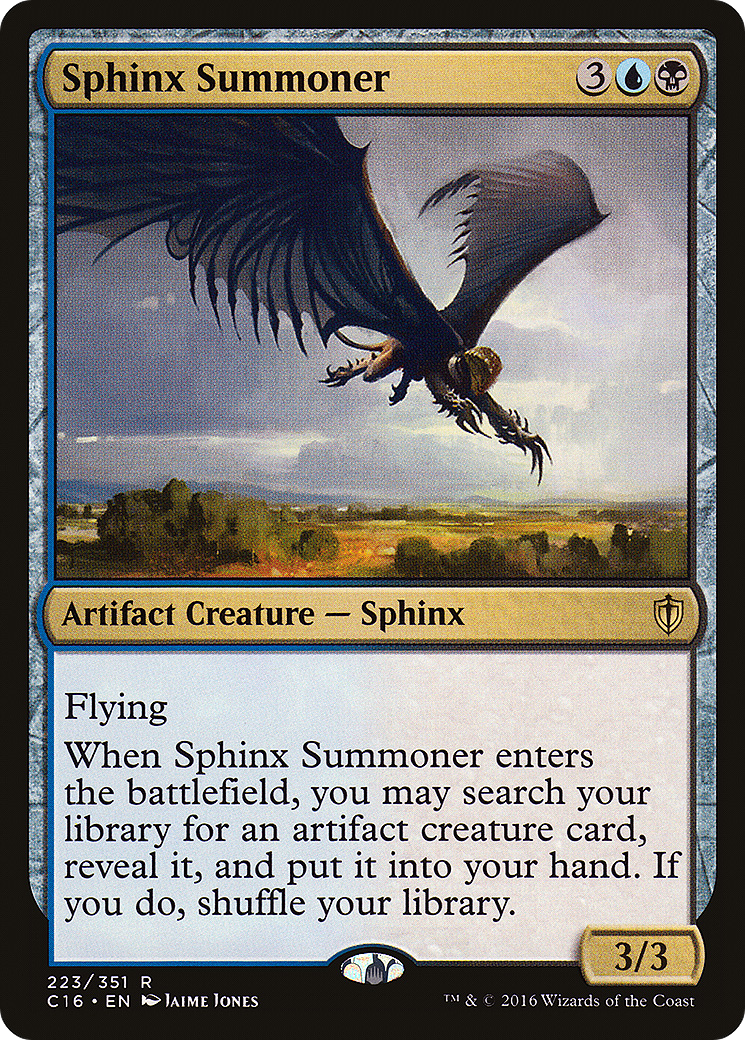 Sphinx Summoner 3
Artifact Creature — Sphinx
Flying
When Sphinx Summoner enters
the battlefield, you may search your
library for an artifact creature card,
reveal it, and put it into your hand. If
you do, shuffle your library.
3/3
223/351 R
C16 • EN Jaime Jones
™ & © 2016 Wizards of the Coast